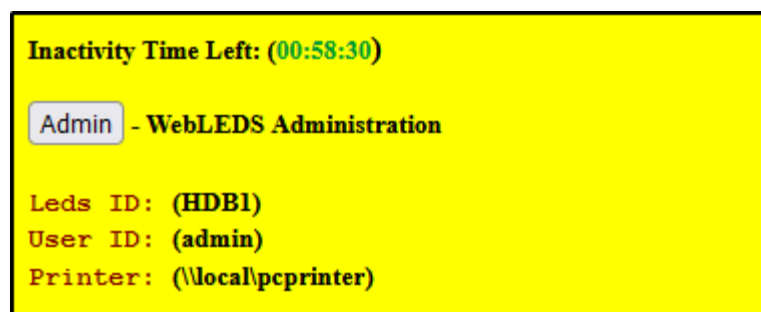 Inactivity Time Left: (00:58:30)
Admin - WebLEDS Administration
Leds ID: (HDB1)
User ID: (admin)
Printer: (\\local\pcprinter)